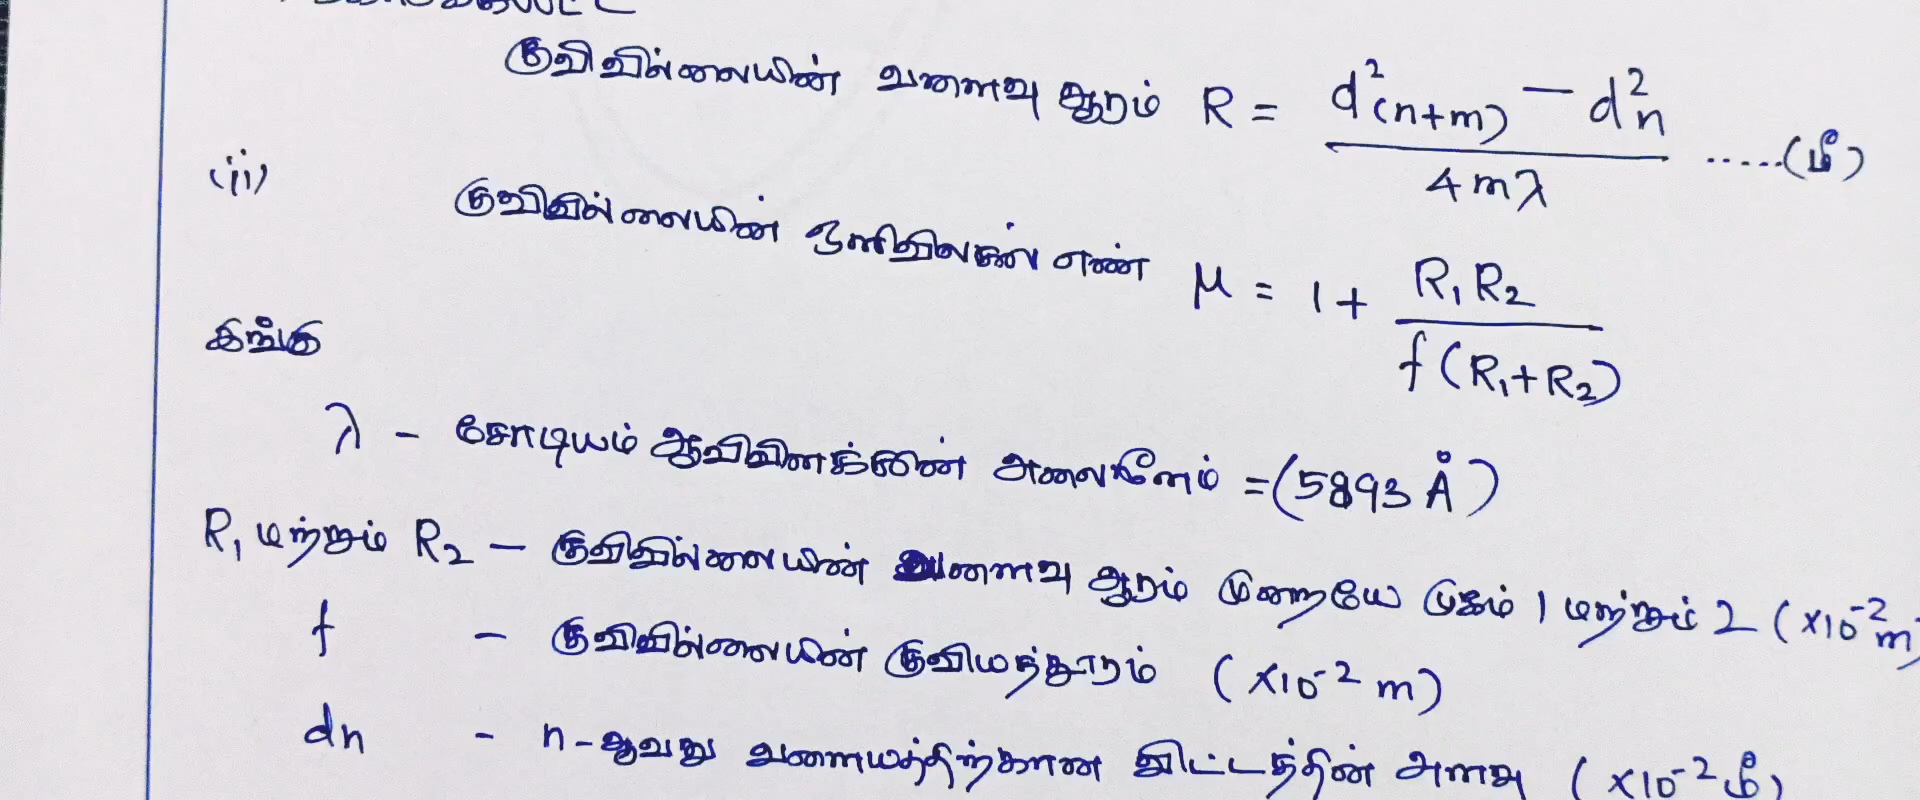 குவிவில்லையின் வளைவு ஆரம் R = d²(n+m) − d²n / 4mλ .....(மீ)
(ii) குவிவில்லையின் ஒளிவிலகல் எண் μ = 1 + R₁R₂ / f(R₁+R₂)
இங்கு
λ – சோடியம் ஆவிவிளக்கின் அலைநீளம் =(5893 Å)
R₁ மற்றும் R₂ – குவிவில்லையின் வளைவு ஆரம் முறையே முகம் 1 மற்றும் 2 (×10⁻² m)
f – குவிவில்லையின் குவியத்தூரம் (×10⁻² m)
dn – n-ஆவது வளையத்திற்கான விட்டத்தின் அளவு (×10⁻² மீ)